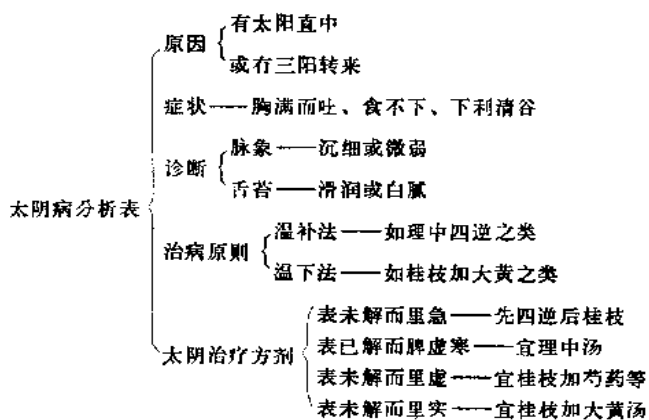 有太阳直中
原因
或有三阳转来
症状——胸满而吐、食不下、下利清谷
脉象——沉细或微弱
诊断
舌苔——滑润或白腻
太阴病分析表
温补法——如理中四逆之类
治病原则
温下法——如桂枝加大黄之类
表未解而里急——先四逆后桂枝
表已解而脾虚寒——宜理中汤
太阴治疗方剂
表未解而里虚——宜桂枝加芍药等
表未解而里实——宜桂枝加大黄汤